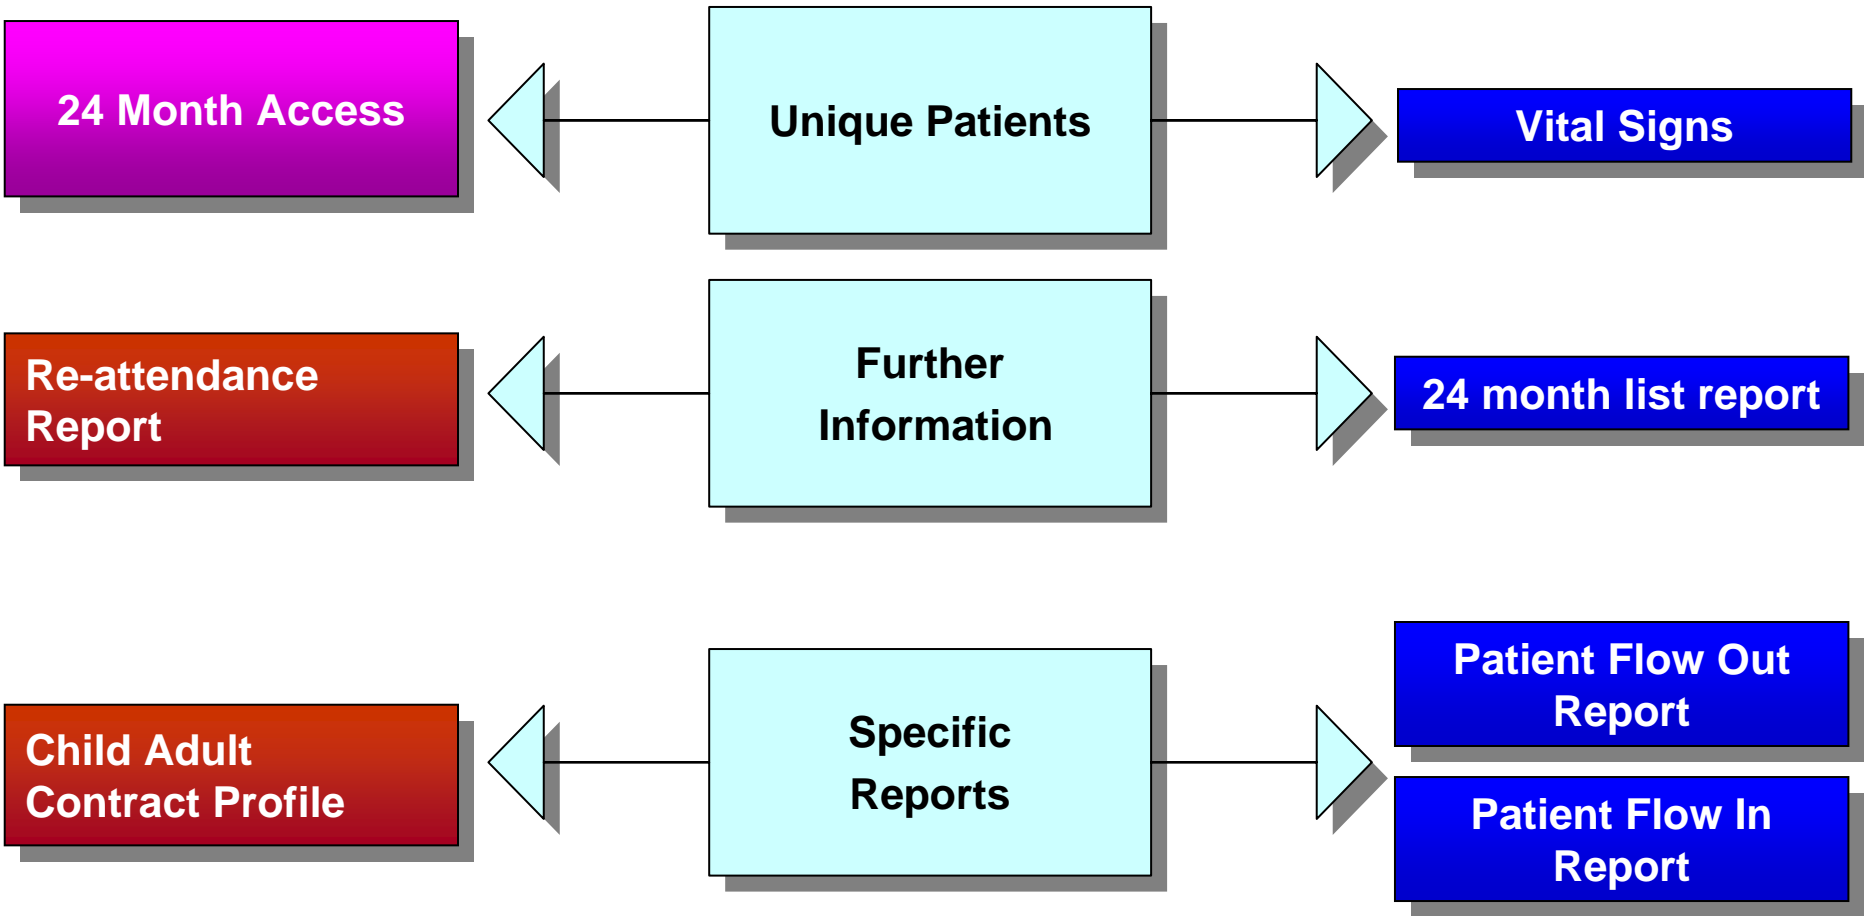 24 Month Access
Unique Patients
Vital Signs
Re-attendance
Report
Further
Information
24 month list report
Child Adult
Contract Profile
Specific
Reports
Patient Flow Out
Report
Patient Flow In
Report